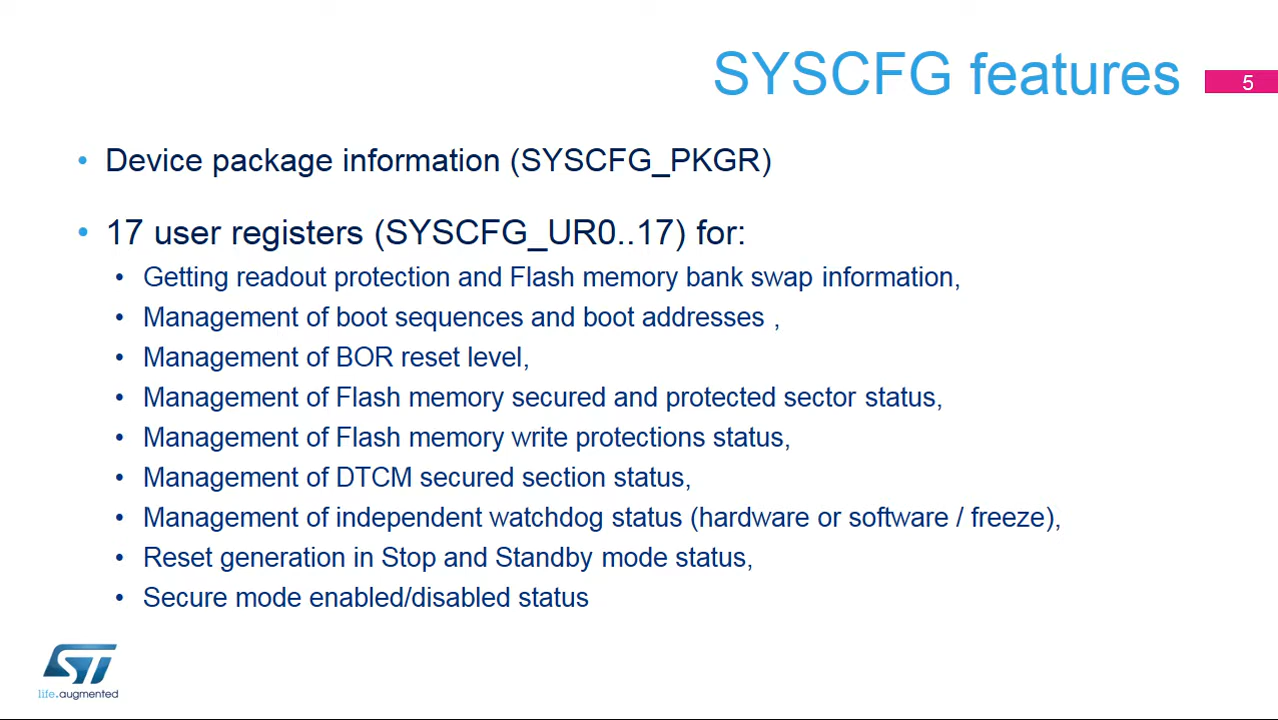 SYSCFG features
5
• Device package information (SYSCFG_PKGR)
• 17 user registers (SYSCFG_UR0..17) for:
• Getting readout protection and Flash memory bank swap information,
• Management of boot sequences and boot addresses ,
• Management of BOR reset level,
• Management of Flash memory secured and protected sector status,
• Management of Flash memory write protections status,
• Management of DTCM secured section status,
• Management of independent watchdog status (hardware or software / freeze),
• Reset generation in Stop and Standby mode status,
• Secure mode enabled/disabled status
ST
life.augmented